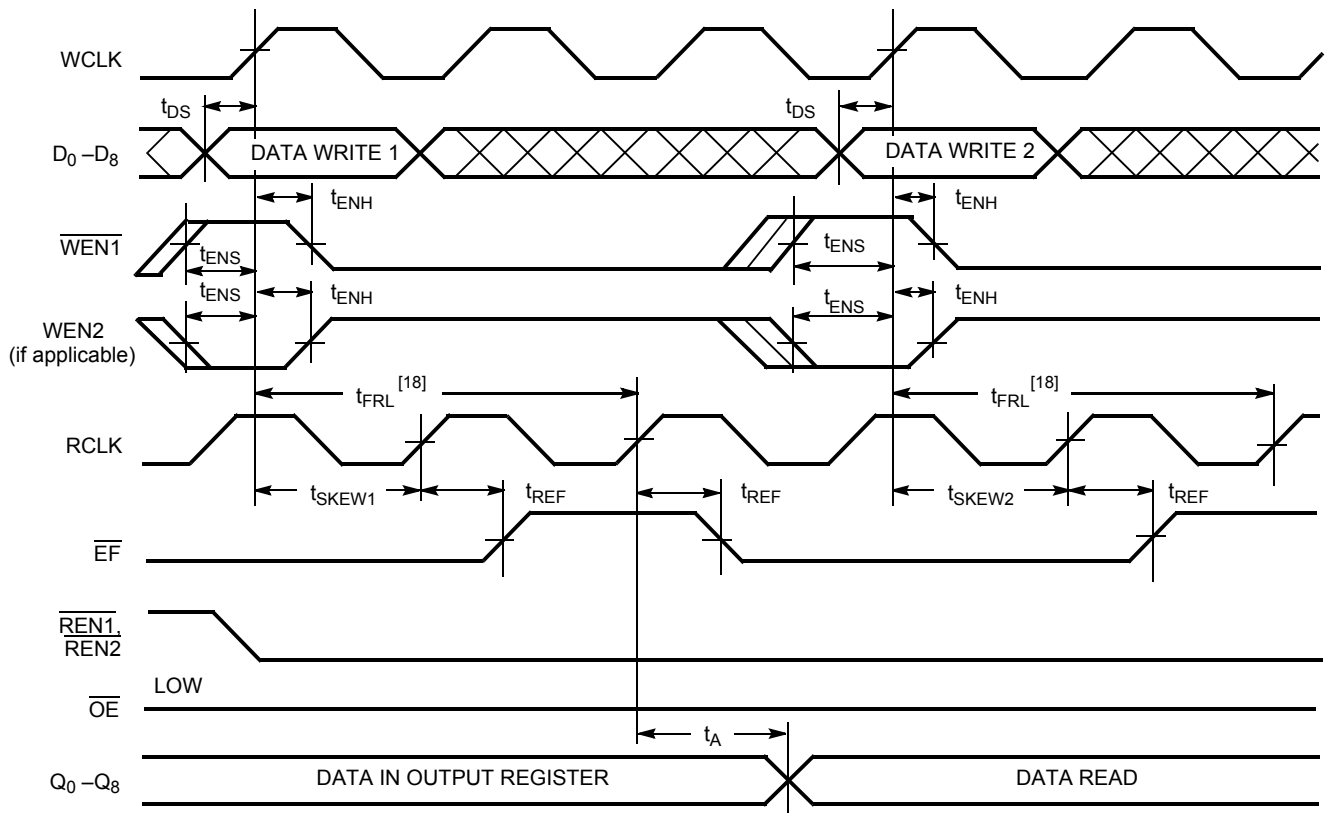 WCLK
tDS
tDS
D0 –D8
DATA WRITE 1
DATA WRITE 2
tENH
tENH
WEN1
tENS
tENS
tENS
tENH
tENS
tENH
WEN2
(if applicable)
tFRL [18]
tFRL [18]
RCLK
tSKEW1
tREF
tREF
tSKEW2
tREF
EF
REN1,
REN2
LOW
OE
tA
Q0 –Q8
DATA IN OUTPUT REGISTER
DATA READ